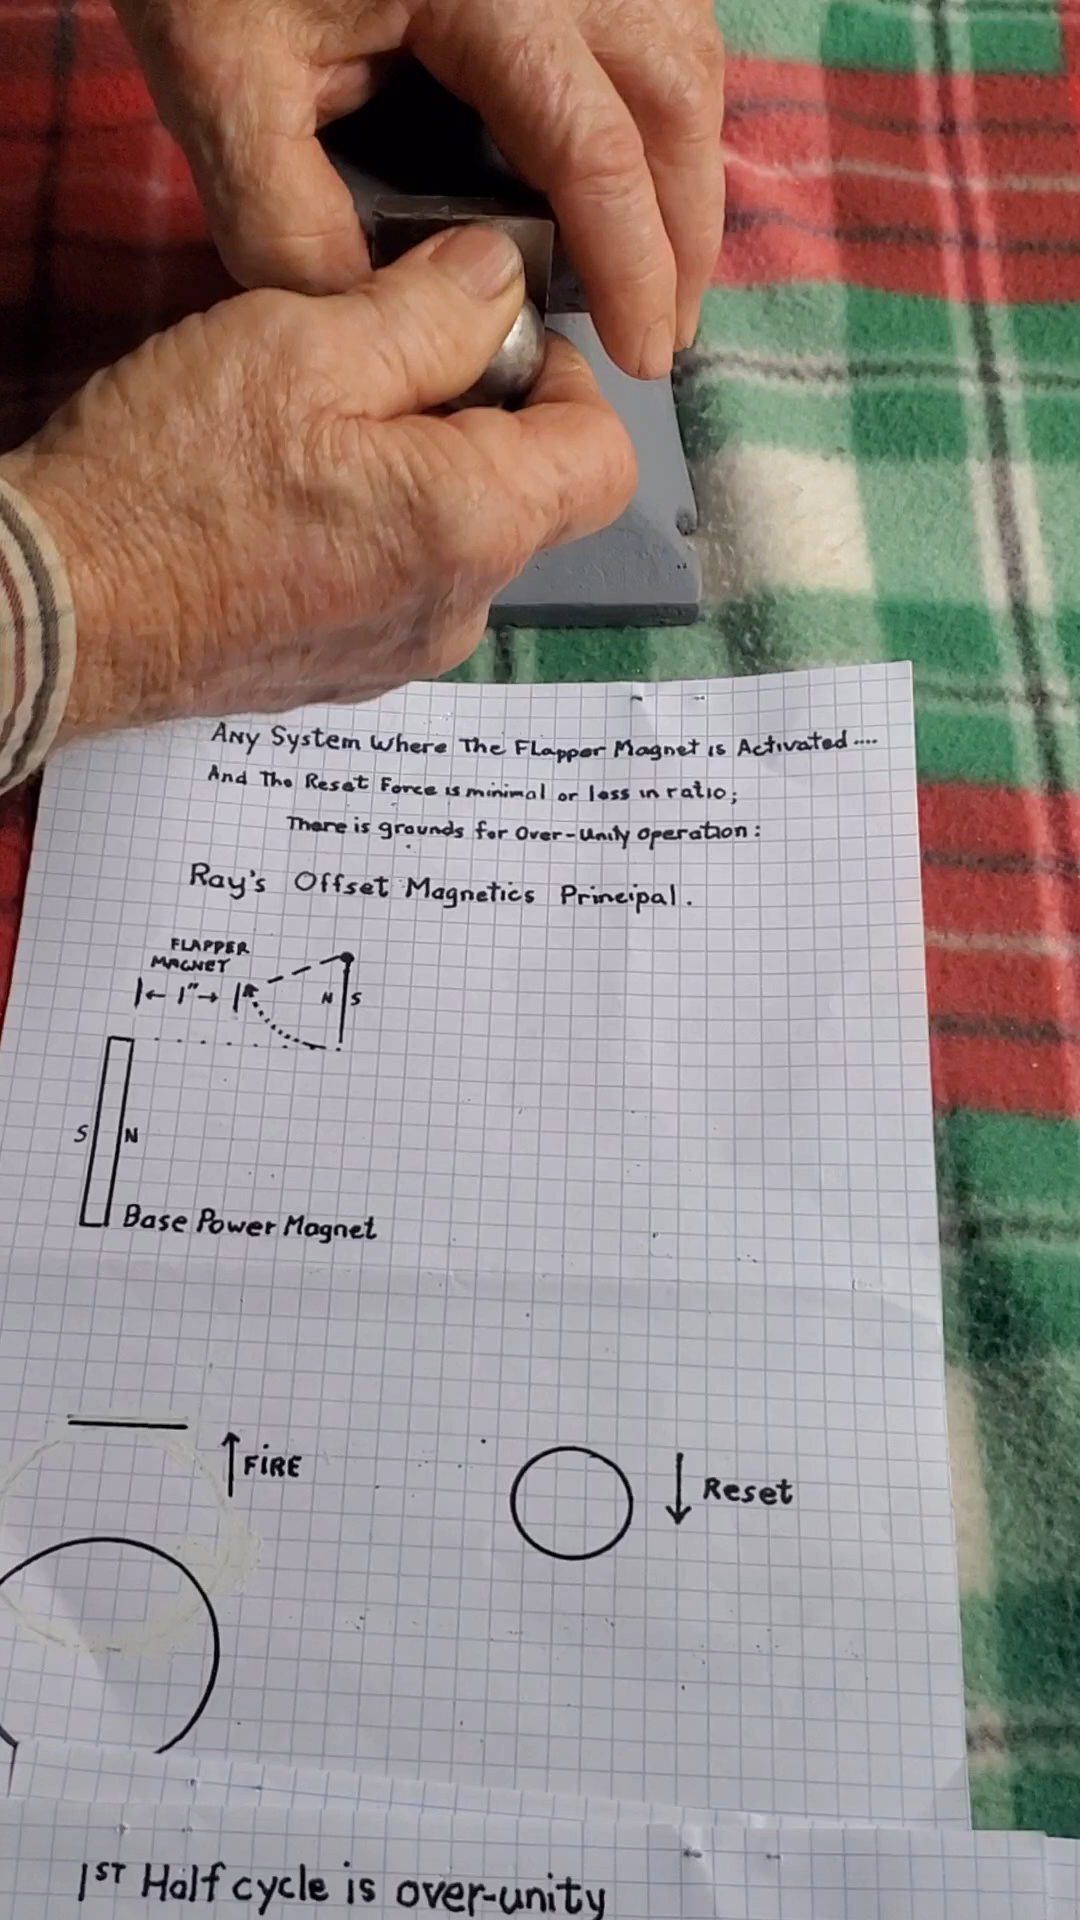 Any System Where The Flapper Magnet is Activated ....
And The Reset Force is minimal or less in ratio;
There is grounds for Over-Unity operation:
Ray's Offset Magnetics Principal.
FLAPPER
MAGNET
1"
N S
S N
Base Power Magnet
FIRE
Reset
1ST Half cycle is over-unity